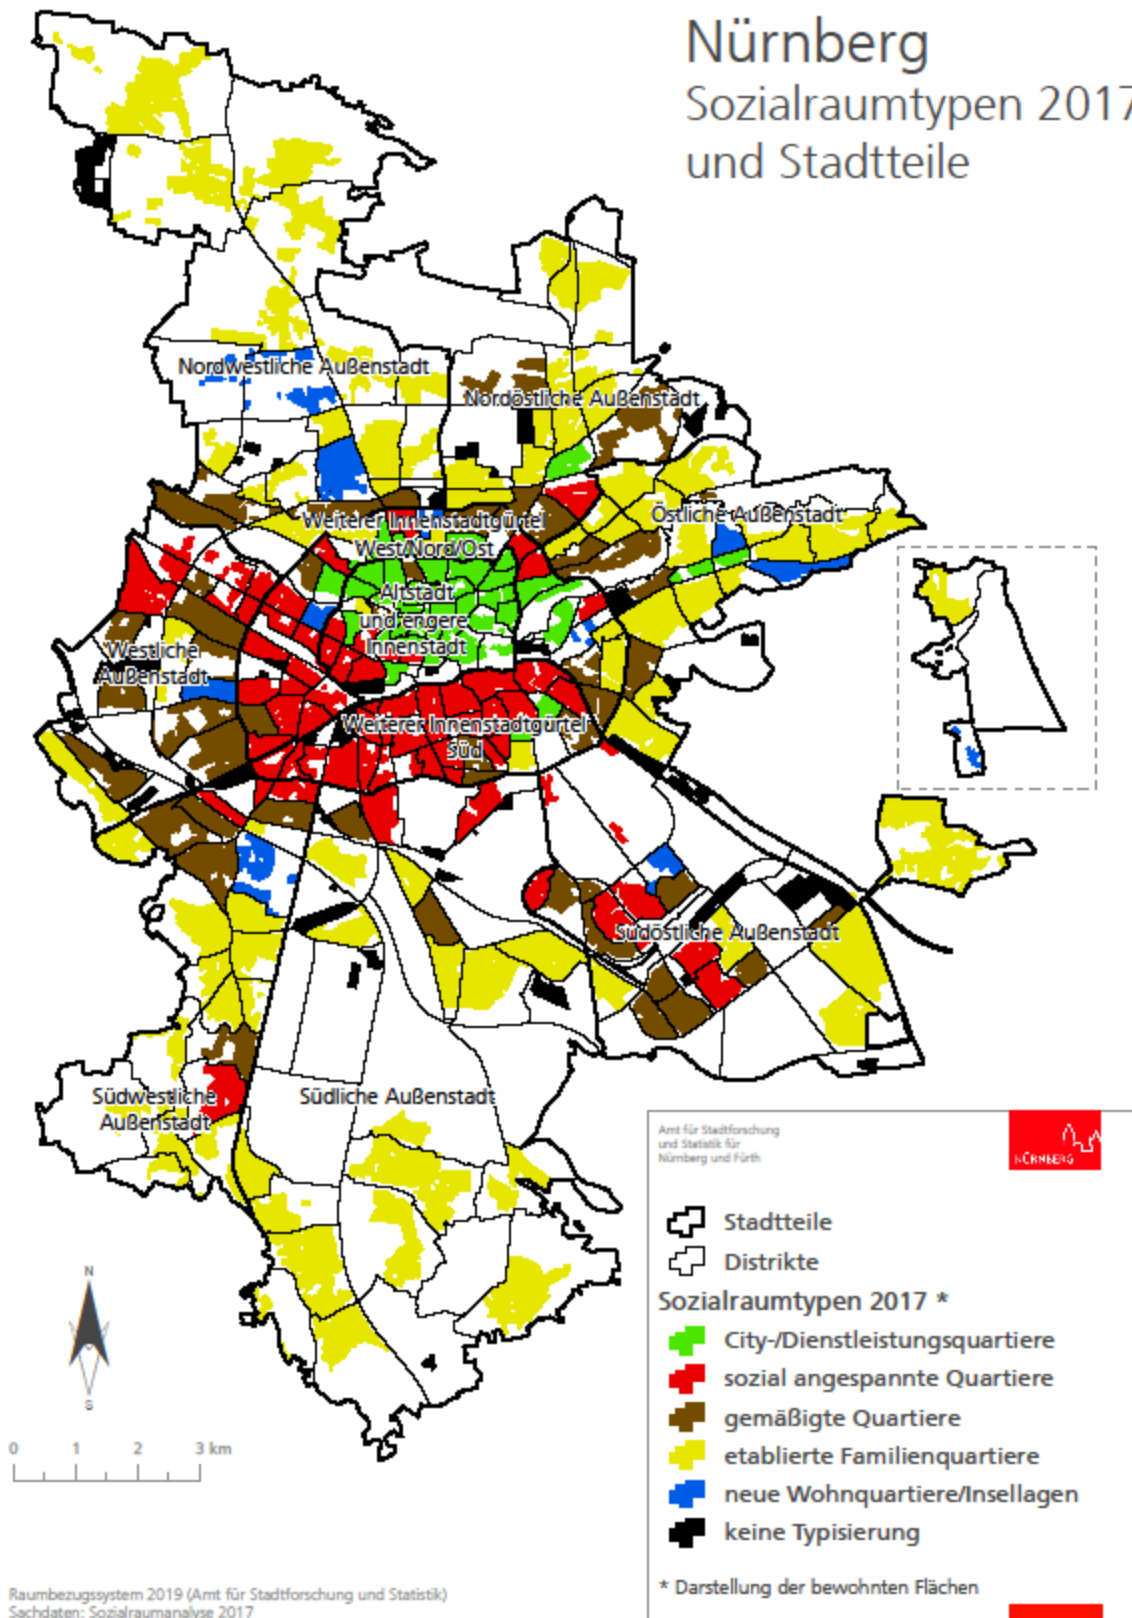 Nürnberg
Sozialraumtypen 2017
und Stadtteile
Nordwestliche Außenstadt
Nordöstliche Außenstadt
Weiterer Innenstadtgürtel
West/Nord/Ost
Östliche Außenstadt
Altstadt
und engere
Innenstadt
Westliche
Außenstadt
Weiterer Innenstadtgürtel
Süd
Südöstliche Außenstadt
Südwestliche
Außenstadt
Südliche Außenstadt
Amt für Stadtforschung
und Statistik für
Nürnberg und Fürth
NÜRNBERG
Stadtteile
Distrikte
Sozialraumtypen 2017 *
City-/Dienstleistungsquartiere
sozial angespannte Quartiere
gemäßigte Quartiere
etablierte Familienquartiere
neue Wohnquartiere/Insellagen
keine Typisierung
* Darstellung der bewohnten Flächen
N
S
0 1 2 3 km
Raumbezugssystem 2019 (Amt für Stadtforschung und Statistik)
Sachdaten: Sozialraumanalyse 2017